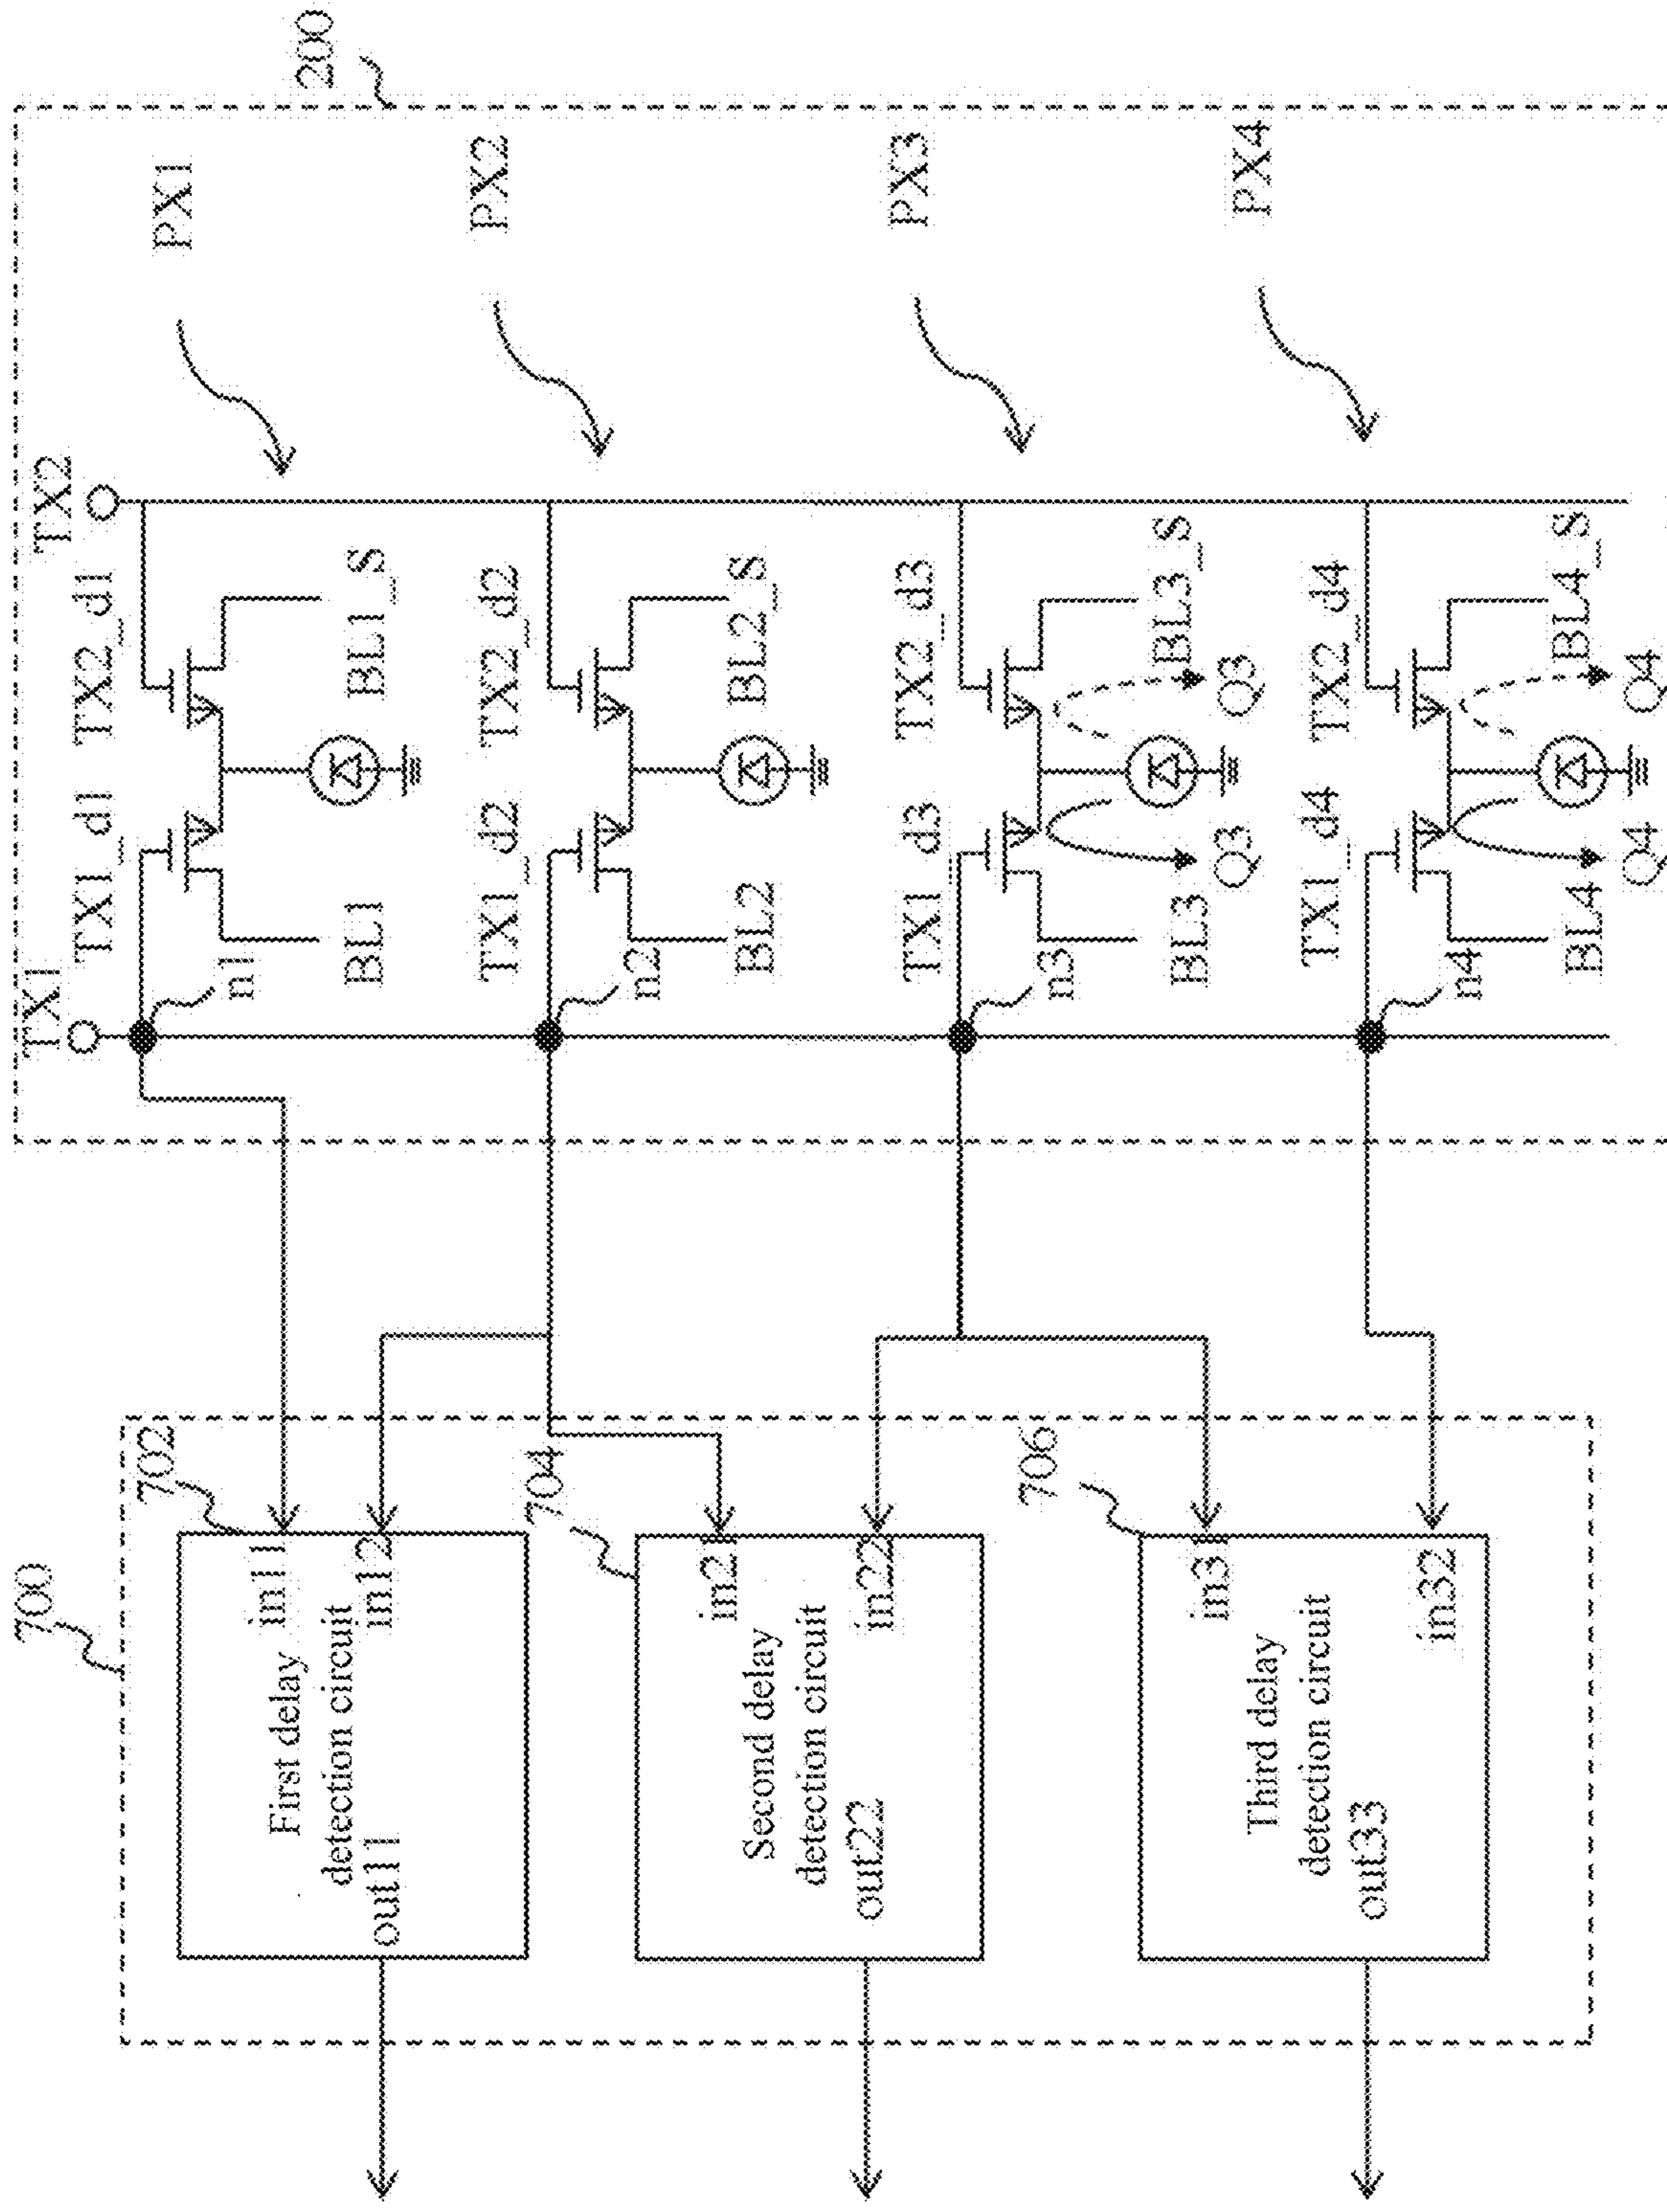 700
702
First delay
detection circuit
in11
in12
out11
704
Second delay
detection circuit
in21
in22
out22
706
Third delay
detection circuit
in31
in32
out33
200
TX1
TX2
n1
TX1_d1
TX2_d1
BL1
BL1_S
PX1
n2
TX1_d2
TX2_d2
BL2
BL2_S
PX2
n3
TX1_d3
TX2_d3
BL3
BL3_S
Q3
Q3
PX3
n4
TX1_d4
TX2_d4
BL4
BL4_S
Q4
Q4
PX4